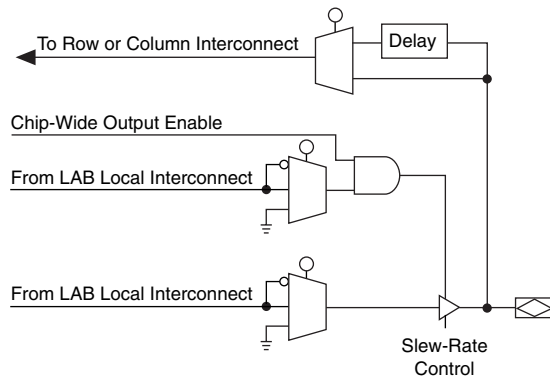 To Row or Column Interconnect
Delay
Chip-Wide Output Enable
From LAB Local Interconnect
From LAB Local Interconnect
Slew-Rate
Control